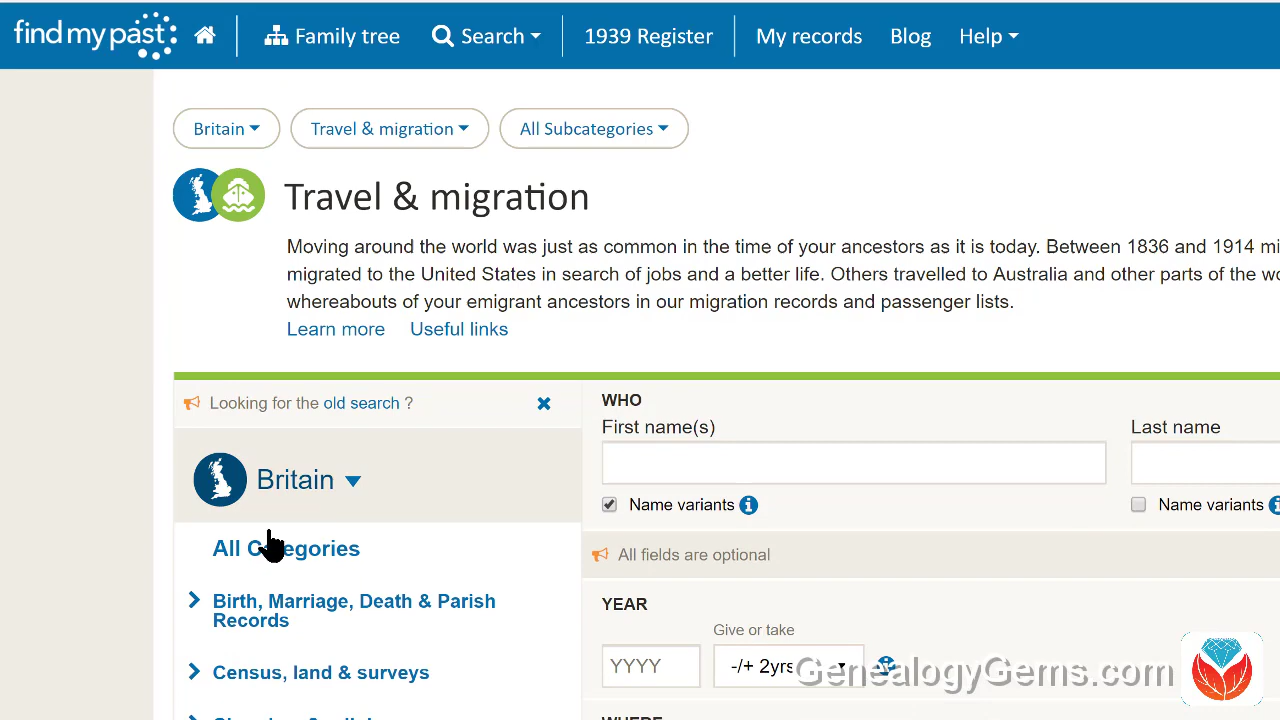 find my past
Family tree
Search
1939 Register
My records
Blog
Help
Britain
Travel & migration
All Subcategories
Travel & migration
Moving around the world was just as common in the time of your ancestors as it is today. Between 1836 and 1914
migrated to the United States in search of jobs and a better life. Others travelled to Australia and other parts of the
whereabouts of your emigrant ancestors in our migration records and passenger lists.
Learn more Useful links
Looking for the old search ?
Britain
All Categories
Birth, Marriage, Death & Parish
Records
Census, land & surveys
WHO
First name(s)
Last name
Name variants
Name variants
All fields are optional
YEAR
Give or take
YYYY
-/+ 2yrs
GenealogyGems.com
WHERE